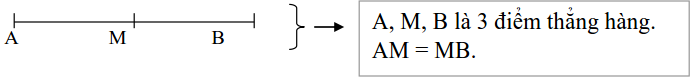 A M B
A, M, B là 3 điểm thẳng hàng.
AM = MB.